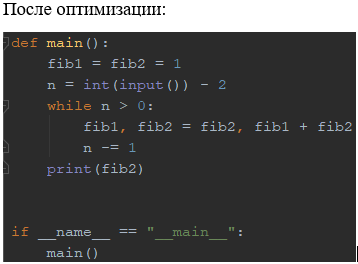 После оптимизации:
def main():
    fib1 = fib2 = 1
    n = int(input()) - 2
    while n > 0:
        fib1, fib2 = fib2, fib1 + fib2
        n -= 1
    print(fib2)
if __name__ == "__main__":
    main()